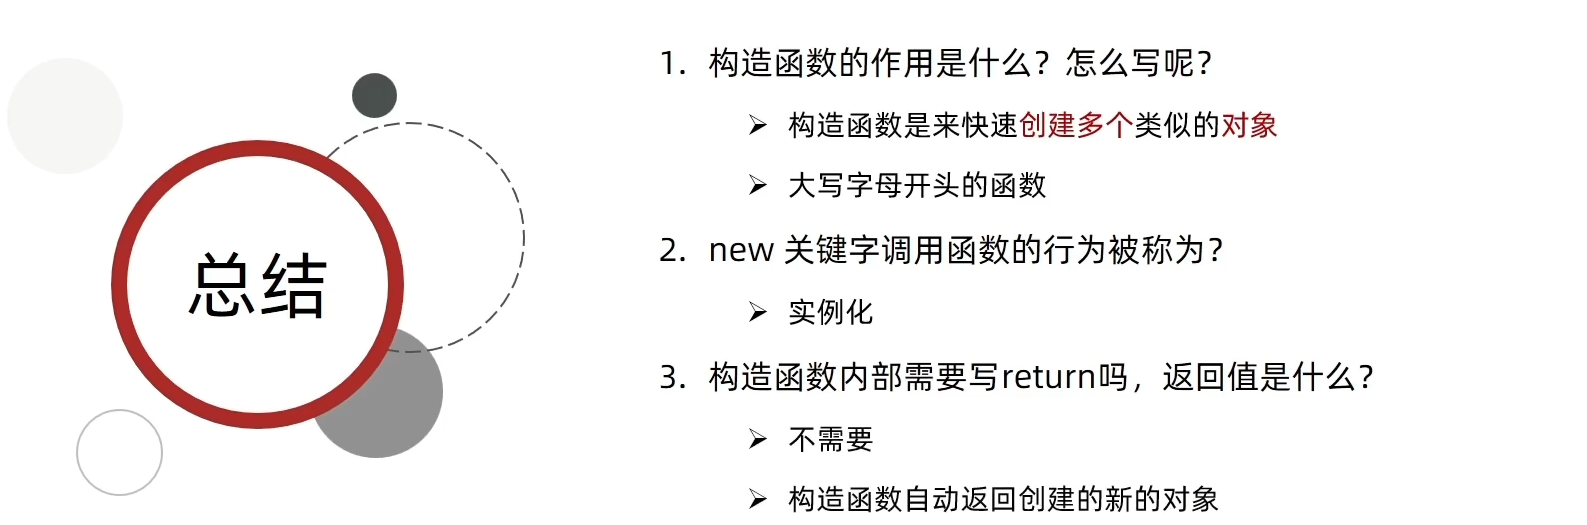 总结
1. 构造函数的作用是什么？怎么写呢？
➢ 构造函数是来快速创建多个类似的对象
➢ 大写字母开头的函数
2. new 关键字调用函数的行为被称为？
➢ 实例化
3. 构造函数内部需要写return吗，返回值是什么？
➢ 不需要
➢ 构造函数自动返回创建的新的对象